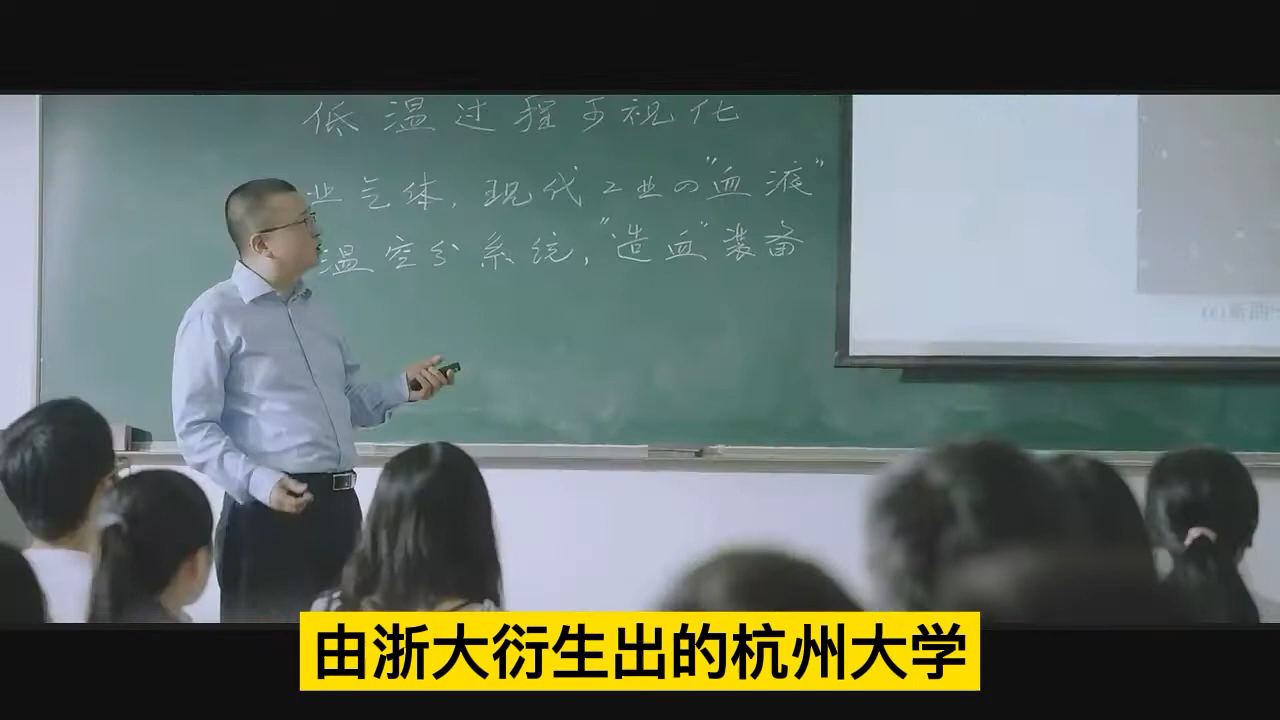 低温过程可视化
业气体，现代工业的“血液”
温空分系统，“造血”装备
由浙大衍生出的杭州大学